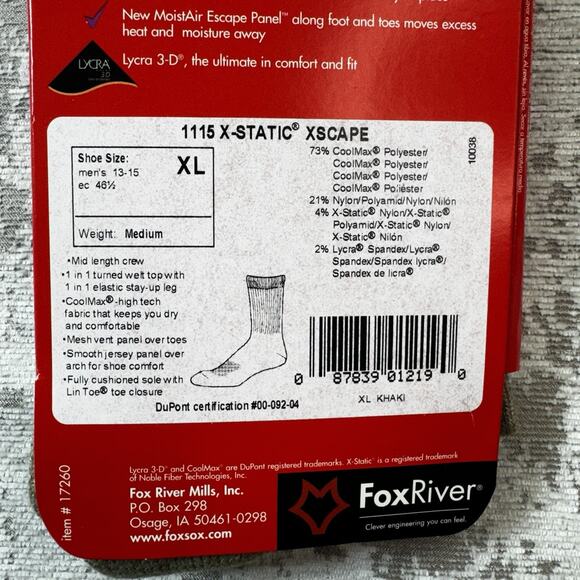 New MoistAir Escape Panel™ along foot and toes moves excess
heat and moisture away
LYCRA
3D
Lycra 3-D®, the ultimate in comfort and fit
1115 X-STATIC® XSCAPE
Shoe Size:
men's 13-15
ec 46½
XL
Weight: Medium
73% CoolMax® Polyester/
CoolMax® Polyester/
CoolMax® Polyester/
CoolMax® Poliéster
21% Nylon/Polyamid/Nylon/Nilón
4% X-Static® Nylon/X-Static®
Polyamid/X-Static® Nylon/
X-Static® Nilón
2% Lycra® Spandex/Lycra®
Spandex/Spandex lycra®/
Spandex de licra®
10038
•Mid length crew
•1 in 1 turned welt top with
1 in 1 elastic stay-up leg
•CoolMax®-high tech
fabric that keeps you dry
and comfortable
•Mesh vent panel over toes
•Smooth jersey panel over
arch for shoe comfort
•Fully cushioned sole with
Lin Toe® toe closure
0 87839 01219 0
XL KHAKI
DuPont certification #00-092-04
item # 17260
Lycra 3-D® and CoolMax® are DuPont registered trademarks. X-Static® is a registered trademark
of Noble Fiber Technologies, Inc.
Fox River Mills, Inc.
P.O. Box 298
Osage, IA 50461-0298
www.foxsox.com
FoxRiver®
Clever engineering you can feel.